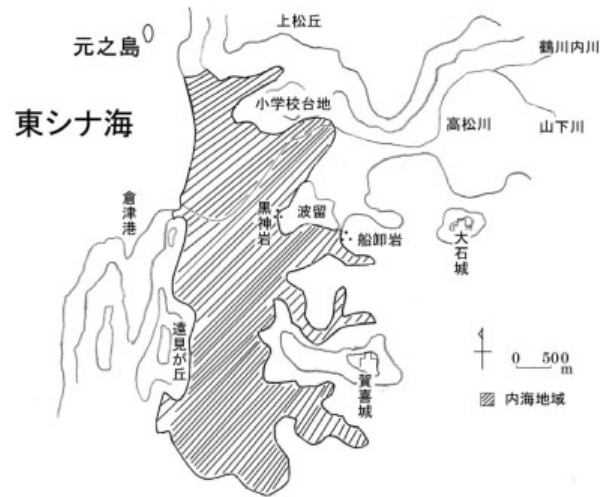 上松丘
元之島
鶴川内川
小学校台地
東シナ海
高松川
山下川
倉津港
黒神岩
波留
船卸岩
大石城
遠見が丘
賀喜城
0 500
m
内海地域